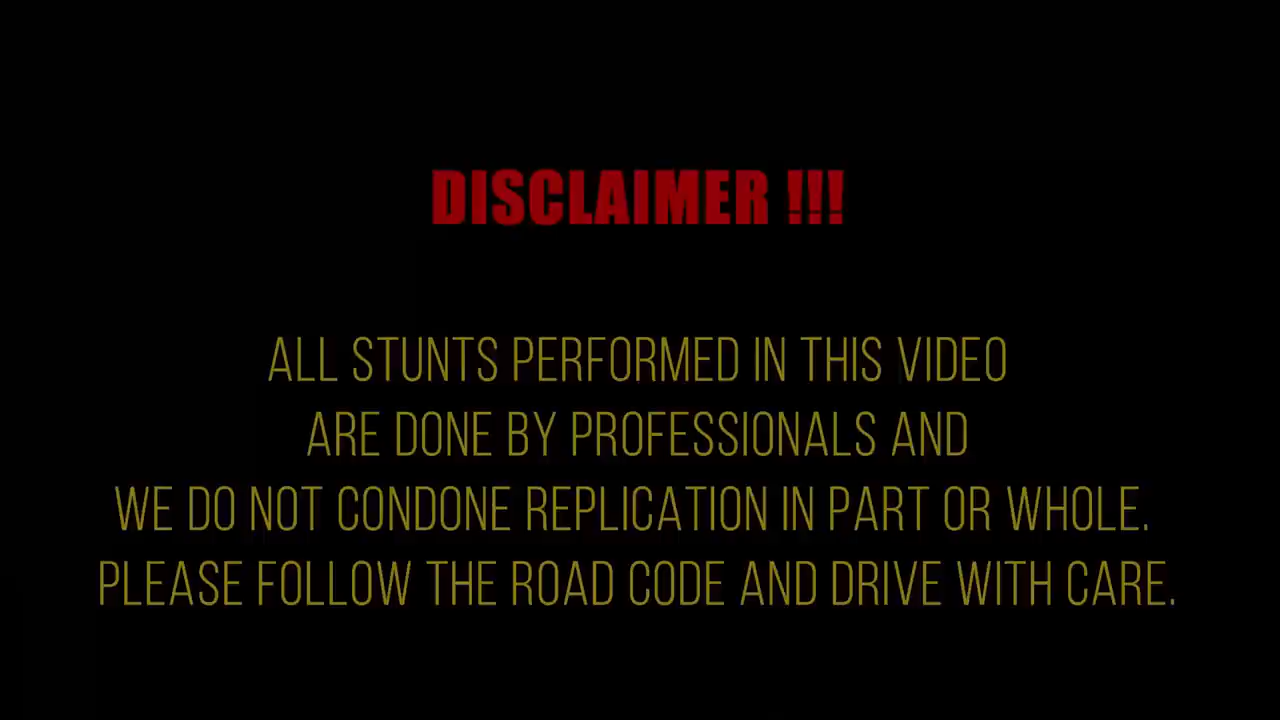 DISCLAIMER !!!
ALL STUNTS PERFORMED IN THIS VIDEO
ARE DONE BY PROFESSIONALS AND
WE DO NOT CONDONE REPLICATION IN PART OR WHOLE.
PLEASE FOLLOW THE ROAD CODE AND DRIVE WITH CARE.